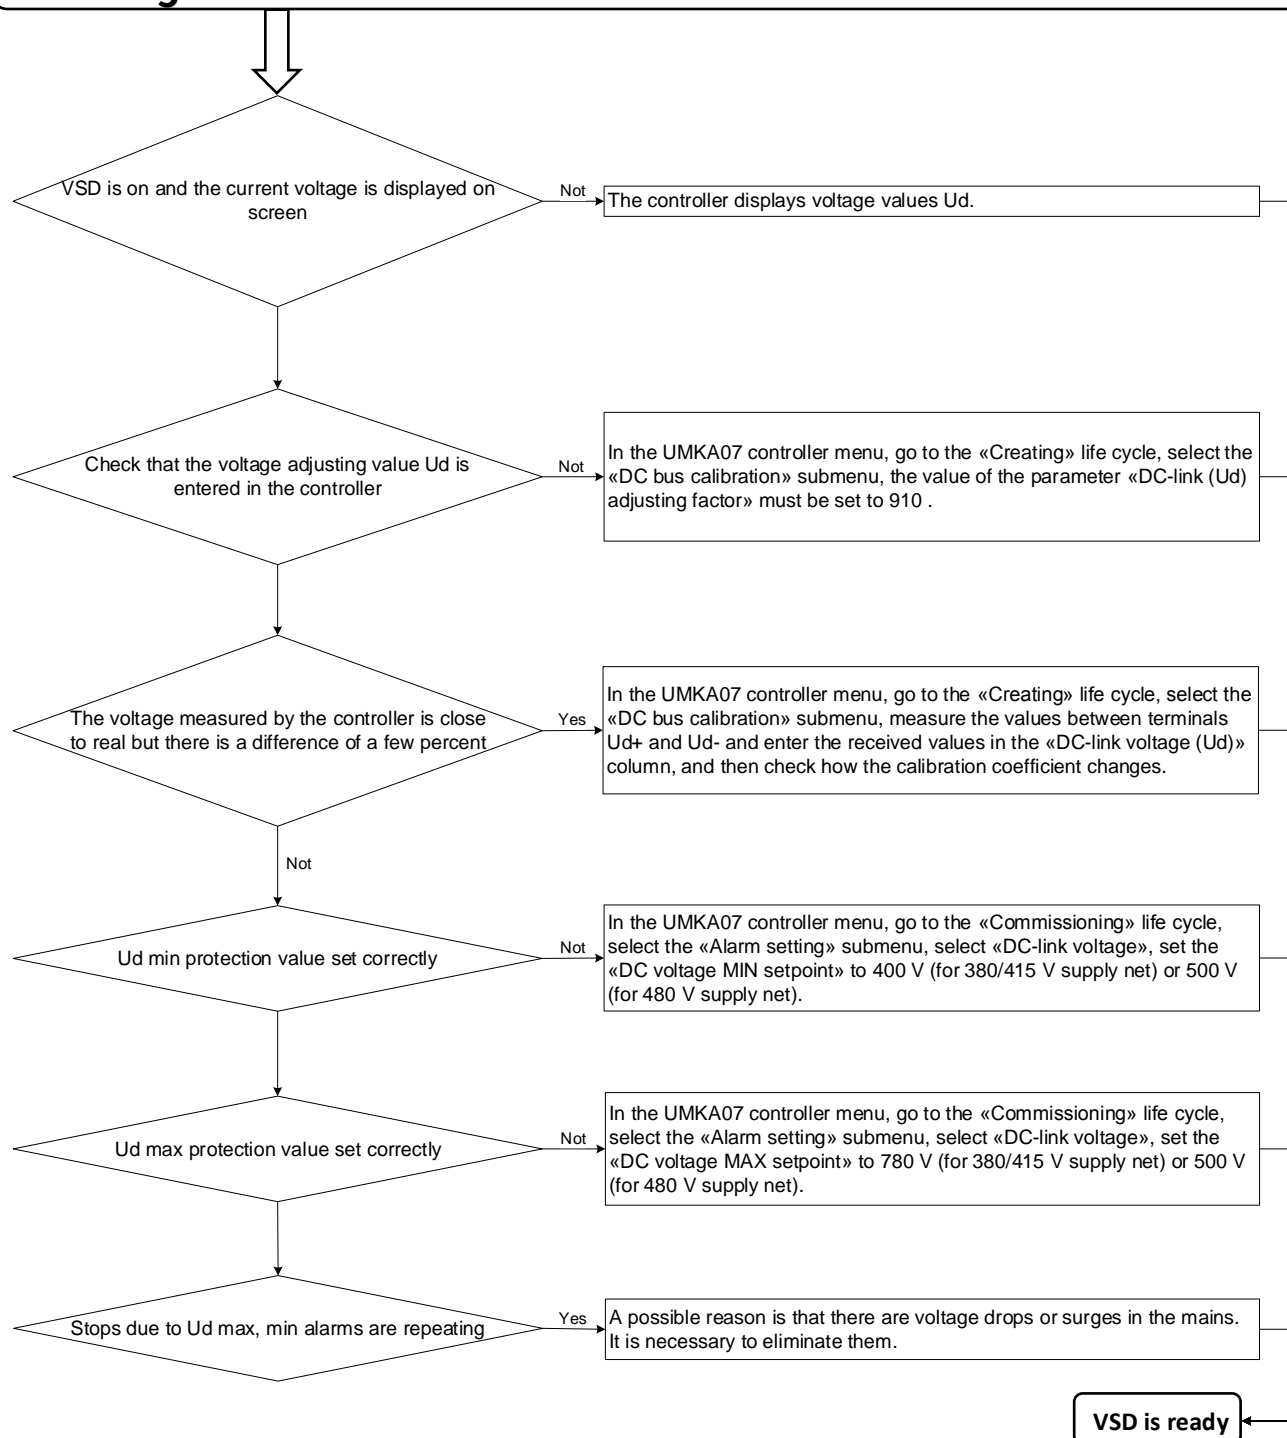 VSD is on and the current voltage is displayed on
screen
Not
The controller displays voltage values Ud.
Check that the voltage adjusting value Ud is
entered in the controller
Not
In the UMKA07 controller menu, go to the «Creating» life cycle, select the
«DC bus calibration» submenu, the value of the parameter «DC-link (Ud)
adjusting factor» must be set to 910 .
The voltage measured by the controller is close
to real but there is a difference of a few percent
Yes
In the UMKA07 controller menu, go to the «Creating» life cycle, select the
«DC bus calibration» submenu, measure the values between terminals
Ud+ and Ud- and enter the received values in the «DC-link voltage (Ud)»
column, and then check how the calibration coefficient changes.
Not
Ud min protection value set correctly
Not
In the UMKA07 controller menu, go to the «Commissioning» life cycle,
select the «Alarm setting» submenu, select «DC-link voltage», set the
«DC voltage MIN setpoint» to 400 V (for 380/415 V supply net) or 500 V
(for 480 V supply net).
Ud max protection value set correctly
Not
In the UMKA07 controller menu, go to the «Commissioning» life cycle,
select the «Alarm setting» submenu, select «DC-link voltage», set the
«DC voltage MAX setpoint» to 780 V (for 380/415 V supply net) or 500 V
(for 480 V supply net).
Stops due to Ud max, min alarms are repeating
Yes
A possible reason is that there are voltage drops or surges in the mains.
It is necessary to eliminate them.
VSD is ready